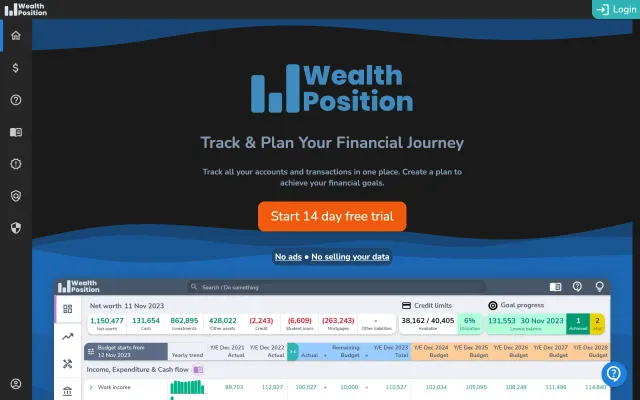 Wealth
Position
Login
Wealth
Position
Track & Plan Your Financial Journey
Track all your accounts and transactions in one place. Create a plan to
achieve your financial goals.
Start 14 day free trial
No ads ● No selling your data
Wealth
Position
Search / Do something
Net worth 11 Nov 2023
Credit limits
Goal progress
1,150,477 131,654 862,895 428,022 (2,243) (6,609) (263,243) -
Net worth Cash Investments Other assets Credit Student loans Mortgages Other liabilities
38,162 / 40,405 6%
Available Utilisation
131,553 30 Nov 2023 1 2
Lowest balance Achieved
Budget starts from
12 Nov 2023
Yearly trend
Y/E Dec 2021
Actual
Y/E Dec 2022
Actual
Actual + Remaining
Budget =
Y/E Dec 2023
Total
Y/E Dec 2024
Budget
Y/E Dec 2025
Budget
Y/E Dec 2026
Budget
Y/E Dec 2027
Budget
Y/E Dec 2028
Budget
Income, Expenditure & Cash flow
Work income 89,703 112,827 100,527 + 10,000 = 110,527 102,034 109,095 108,248 111,496 114,840